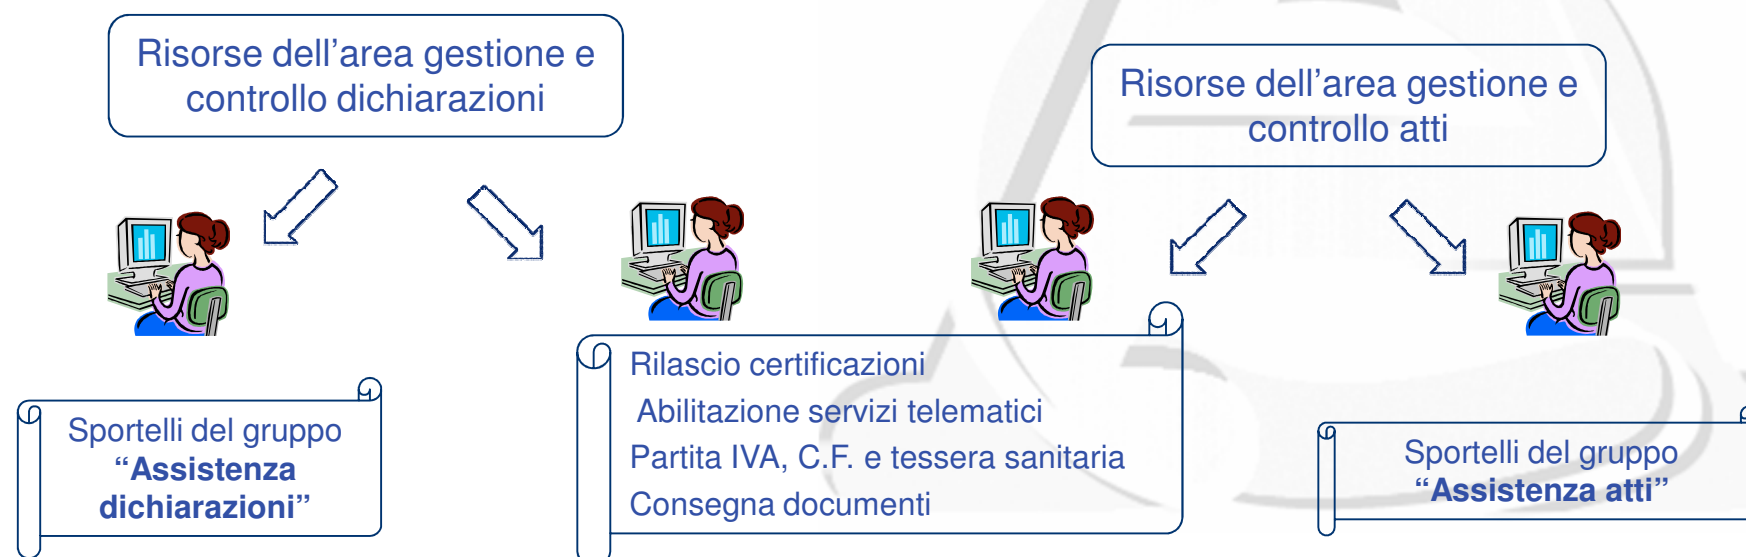 Risorse dell’area gestione e
controllo dichiarazioni
Risorse dell’area gestione e
controllo atti
Sportelli del gruppo
“Assistenza
dichiarazioni”
Rilascio certificazioni
Abilitazione servizi telematici
Partita IVA, C.F. e tessera sanitaria
Consegna documenti
Sportelli del gruppo
“Assistenza atti”